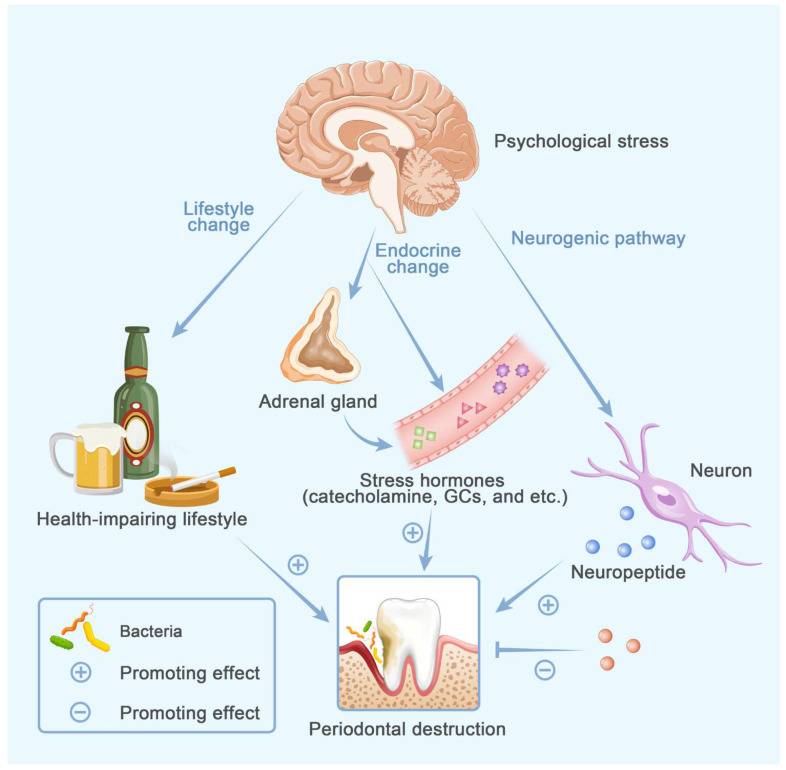 Psychological stress
Lifestyle
change
Endocrine
change
Neurogenic pathway
Adrenal gland
Stress hormones
(catecholamine, GCs, and etc.)
Neuron
Health-impairing lifestyle
Neuropeptide
Bacteria
+ Promoting effect
− Promoting effect
+
+
+
−
Periodontal destruction